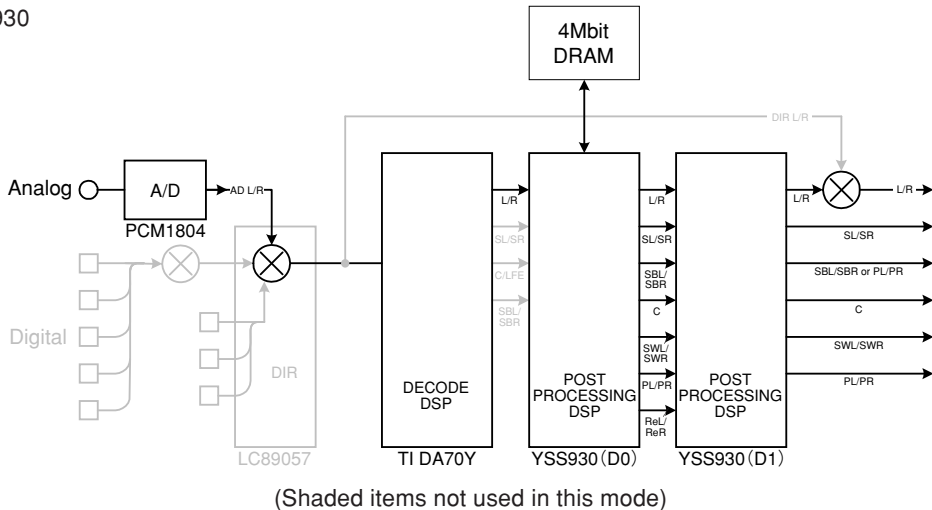 930
4Mbit
DRAM
DIR L/R
Analog
A/D
AD L/R
PCM1804
L/R
L/R
L/R
L/R
SL/SR
SL/SR
SL/SR
C/LFE
SBL/
SBR
SBL/SBR or PL/PR
SBL/
SBR
C
C
Digital
SWL/
SWR
SWL/SWR
DIR
DECODE
DSP
POST
PROCESSING
DSP
PL/PR
POST
PROCESSING
DSP
PL/PR
ReL/
ReR
LC89057
TI DA70Y
YSS930 (D0)
YSS930 (D1)
(Shaded items not used in this mode)